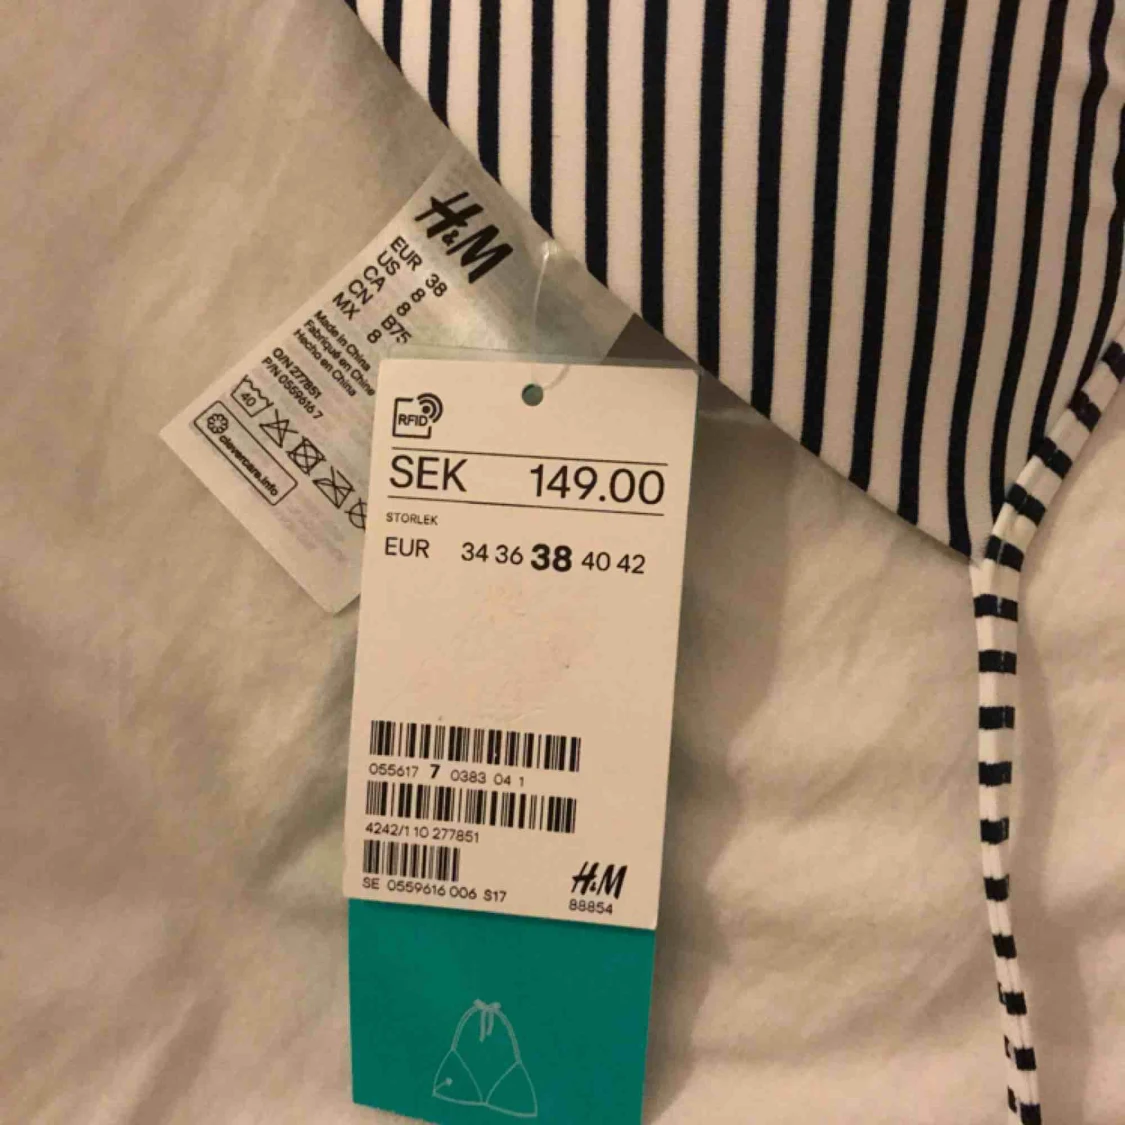 H&M
EUR 38
US 8
CA 8
CN B75
MX 8
Made in China
Fabriqué en Chine
Hecho en China
O/N 277851
P/N 0559616 7
40
clevercare.info
RFID
SEK 149.00
STORLEK
EUR 34 36 38 40 42
055617 7 0383 04 1
4242/1 10 277851
SE 0559616 006 S17
H&M
88854